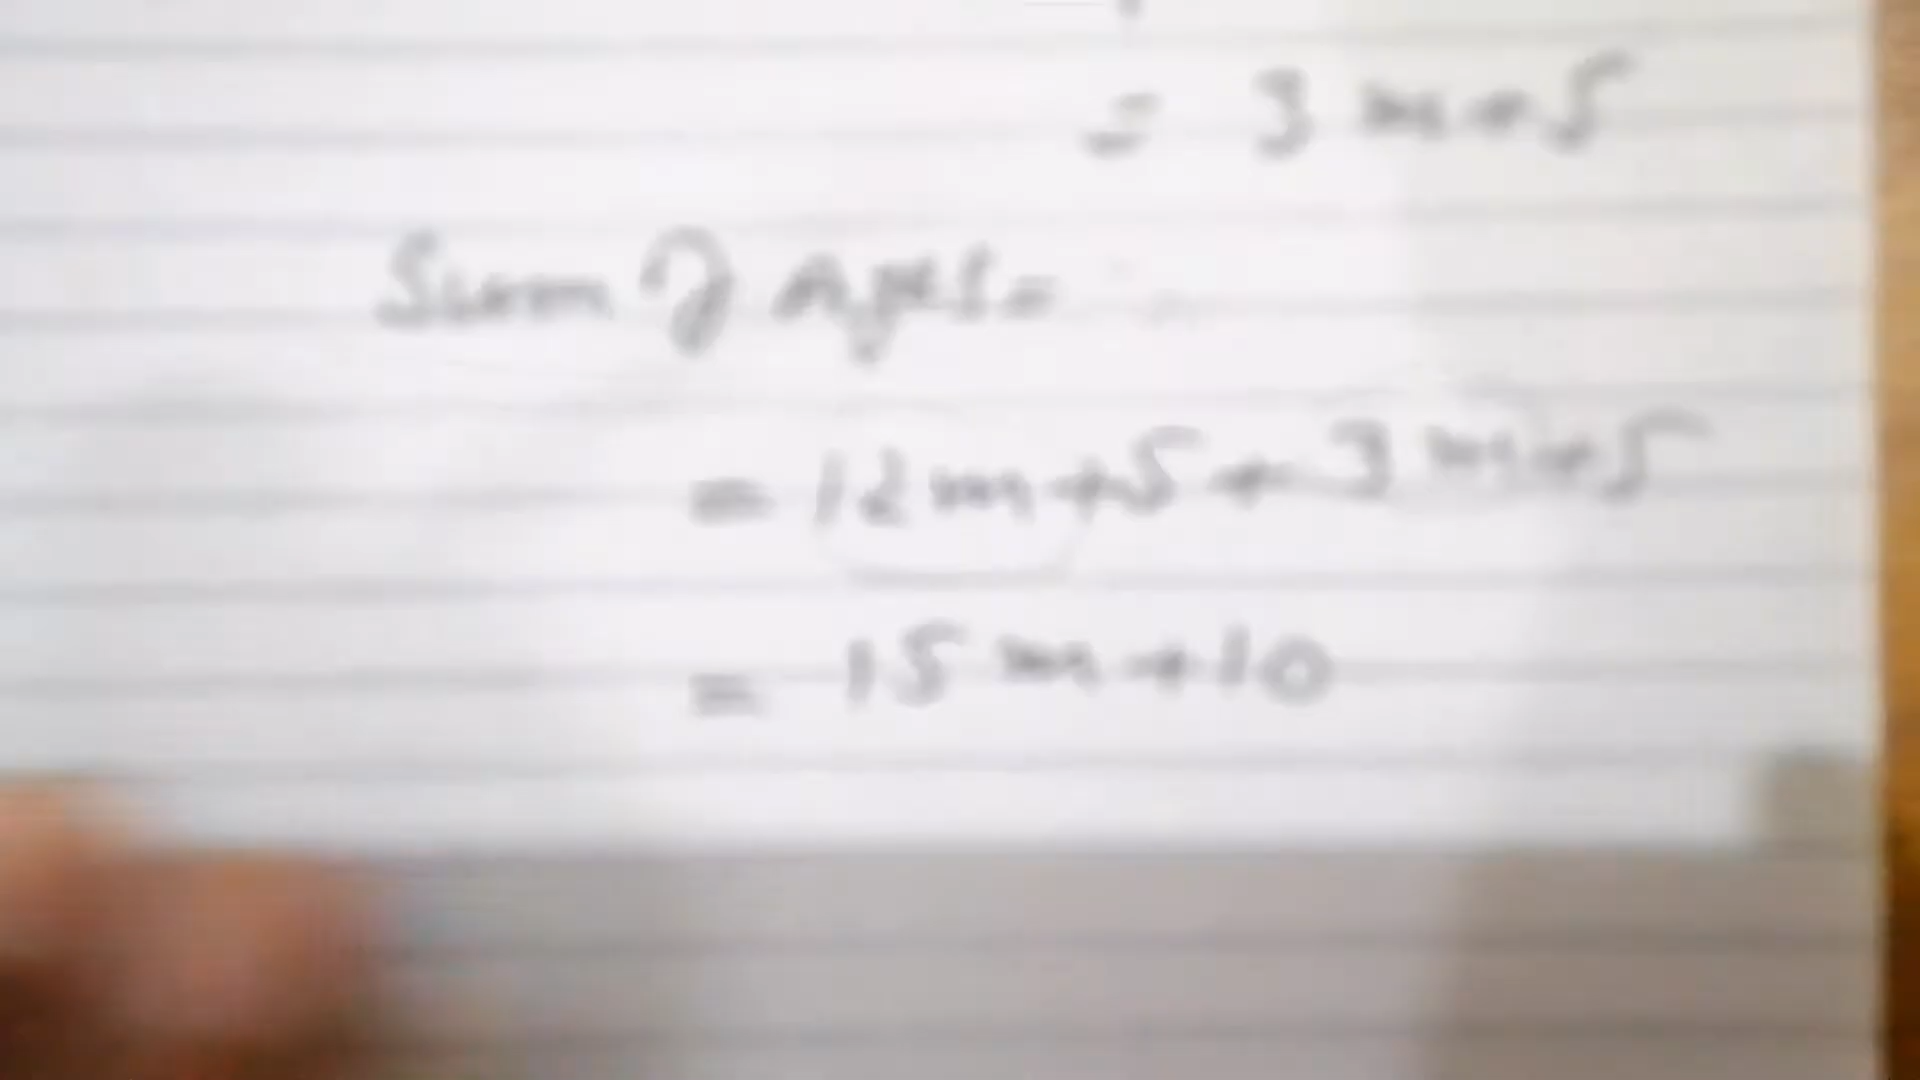 = 3m+5
Sum of Ages =
= 12m+5+3m+5
= 15m+10